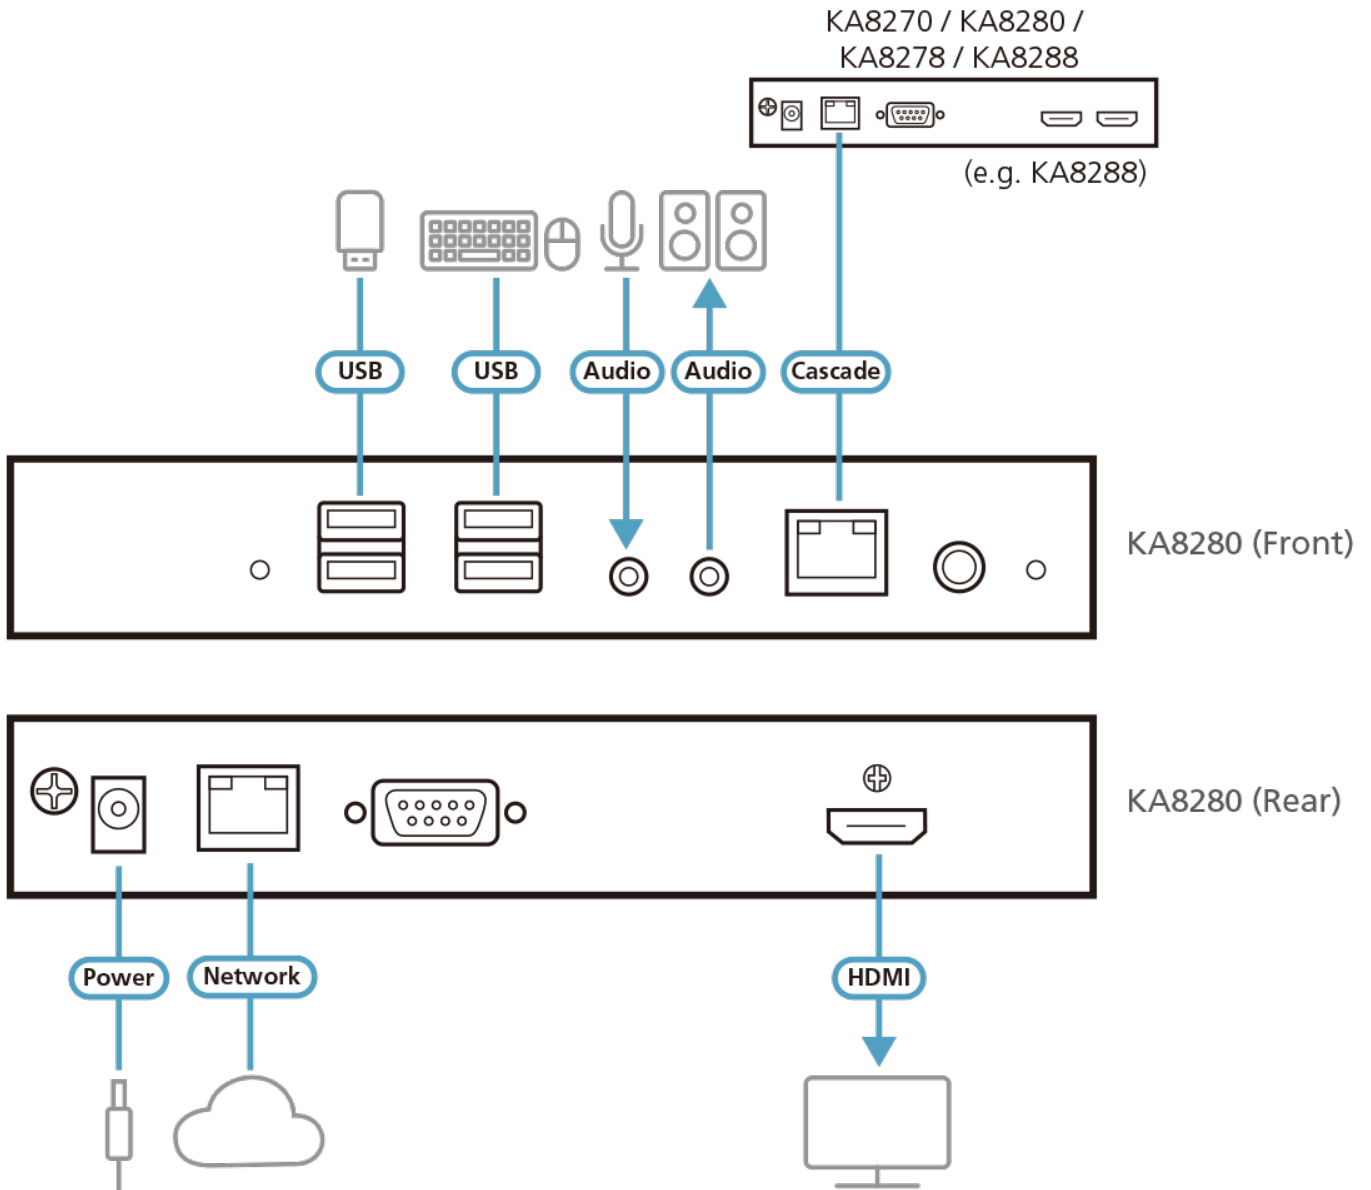 KA8270 / KA8280 /
KA8278 / KA8288
(e.g. KA8288)
USB
USB
Audio
Audio
Cascade
KA8280 (Front)
KA8280 (Rear)
Power
Network
HDMI